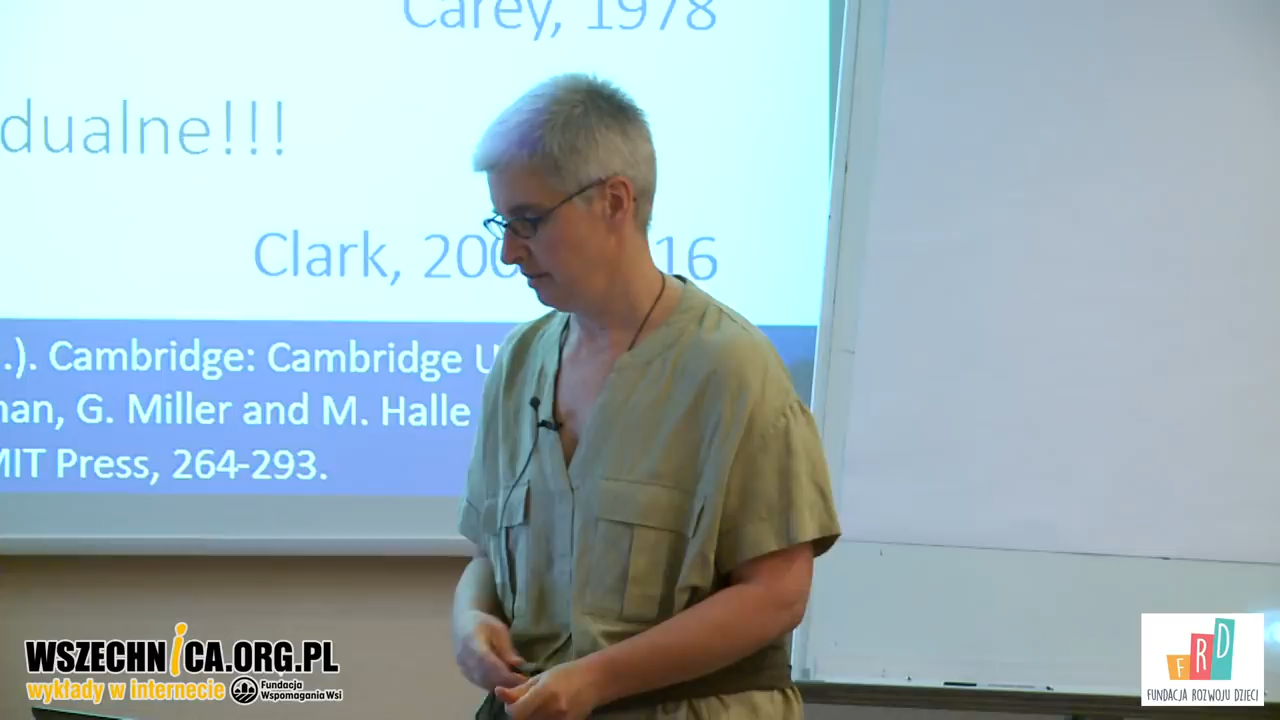 Carey, 1978
dualne!!!
Clark, 200 16
.). Cambridge: Cambridge U
nan, G. Miller and M. Halle
MIT Press, 264-293.
WSZECHNICA.ORG.PL
wykłady w internecie
Fundacja
Wspomagania Wsi
FRD
FUNDACJA ROZWOJU DZIECI